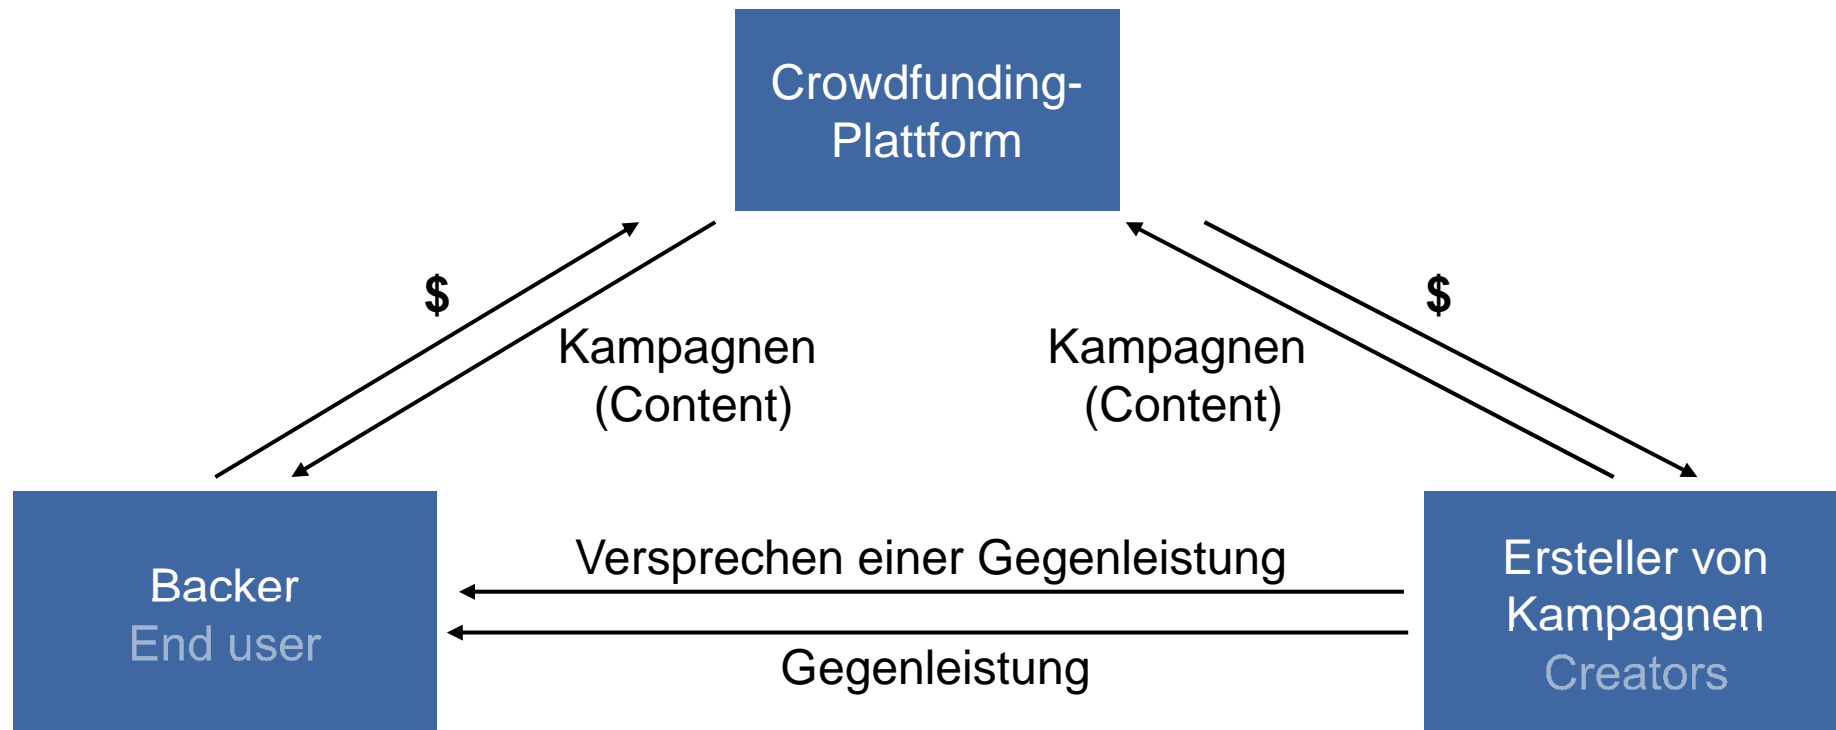 Crowdfunding-
Plattform
$
$
Kampagnen
(Content)
Kampagnen
(Content)
Versprechen einer Gegenleistung
Gegenleistung
Backer
End user
Ersteller von
Kampagnen
Creators